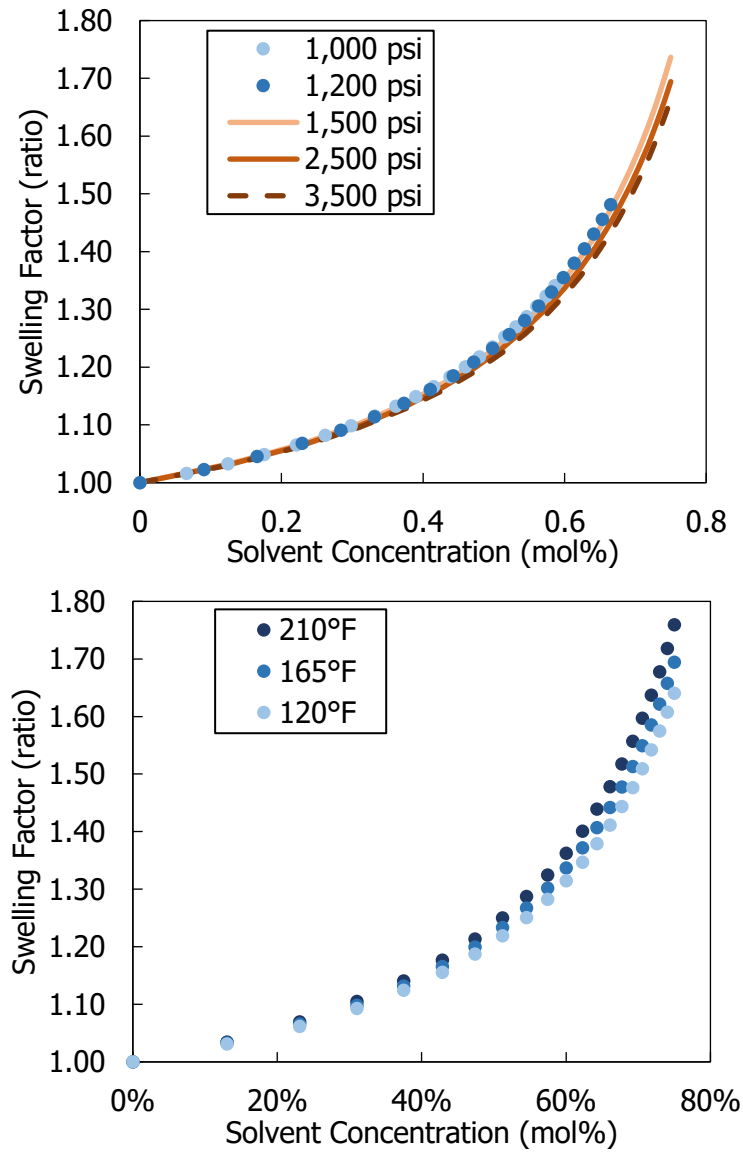 1,000 psi
1,200 psi
1,500 psi
2,500 psi
3,500 psi
1.80
1.70
1.60
1.50
1.40
1.30
1.20
1.10
1.00
Swelling Factor (ratio)
0 0.2 0.4 0.6 0.8
Solvent Concentration (mol%)
210°F
165°F
120°F
1.80
1.70
1.60
1.50
1.40
1.30
1.20
1.10
1.00
Swelling Factor (ratio)
0% 20% 40% 60% 80%
Solvent Concentration (mol%)